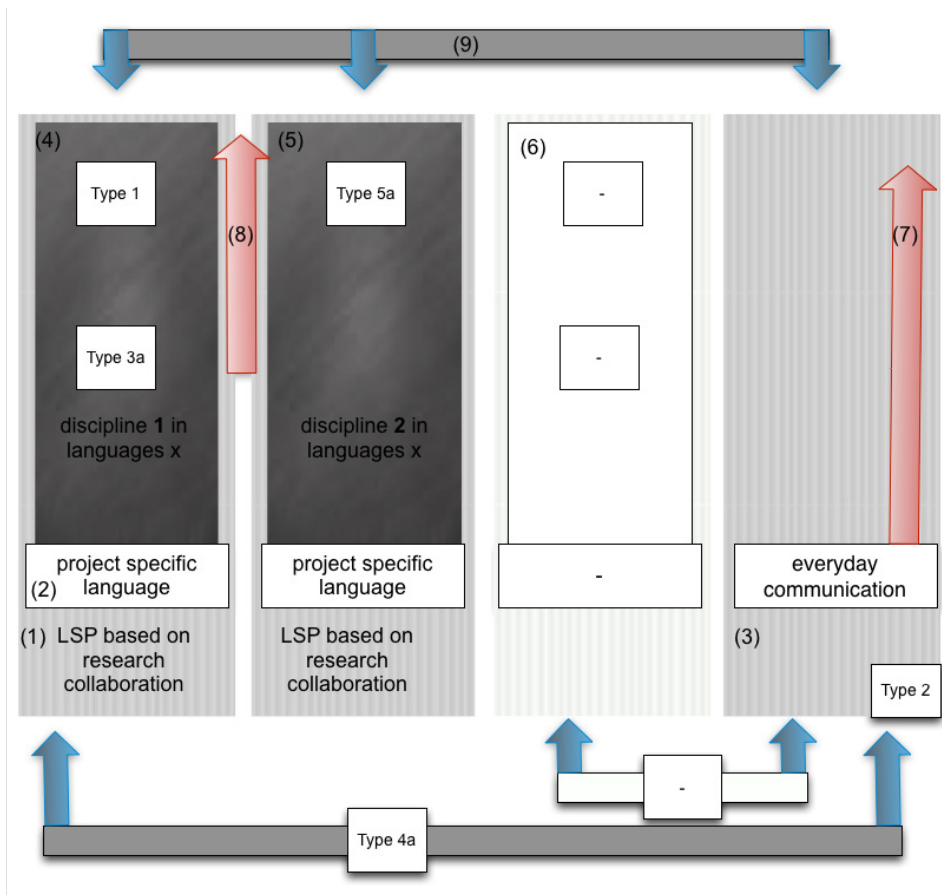 (9)
(4)
Type 1
Type 3a
discipline 1 in
languages x
(8)
(5)
Type 5a
discipline 2 in
languages x
(6)
-
-
(7)
project specific
language
(2)
project specific
language
-
everyday
communication
(1)
LSP based on
research
collaboration
LSP based on
research
collaboration
(3)
Type 2
-
Type 4a